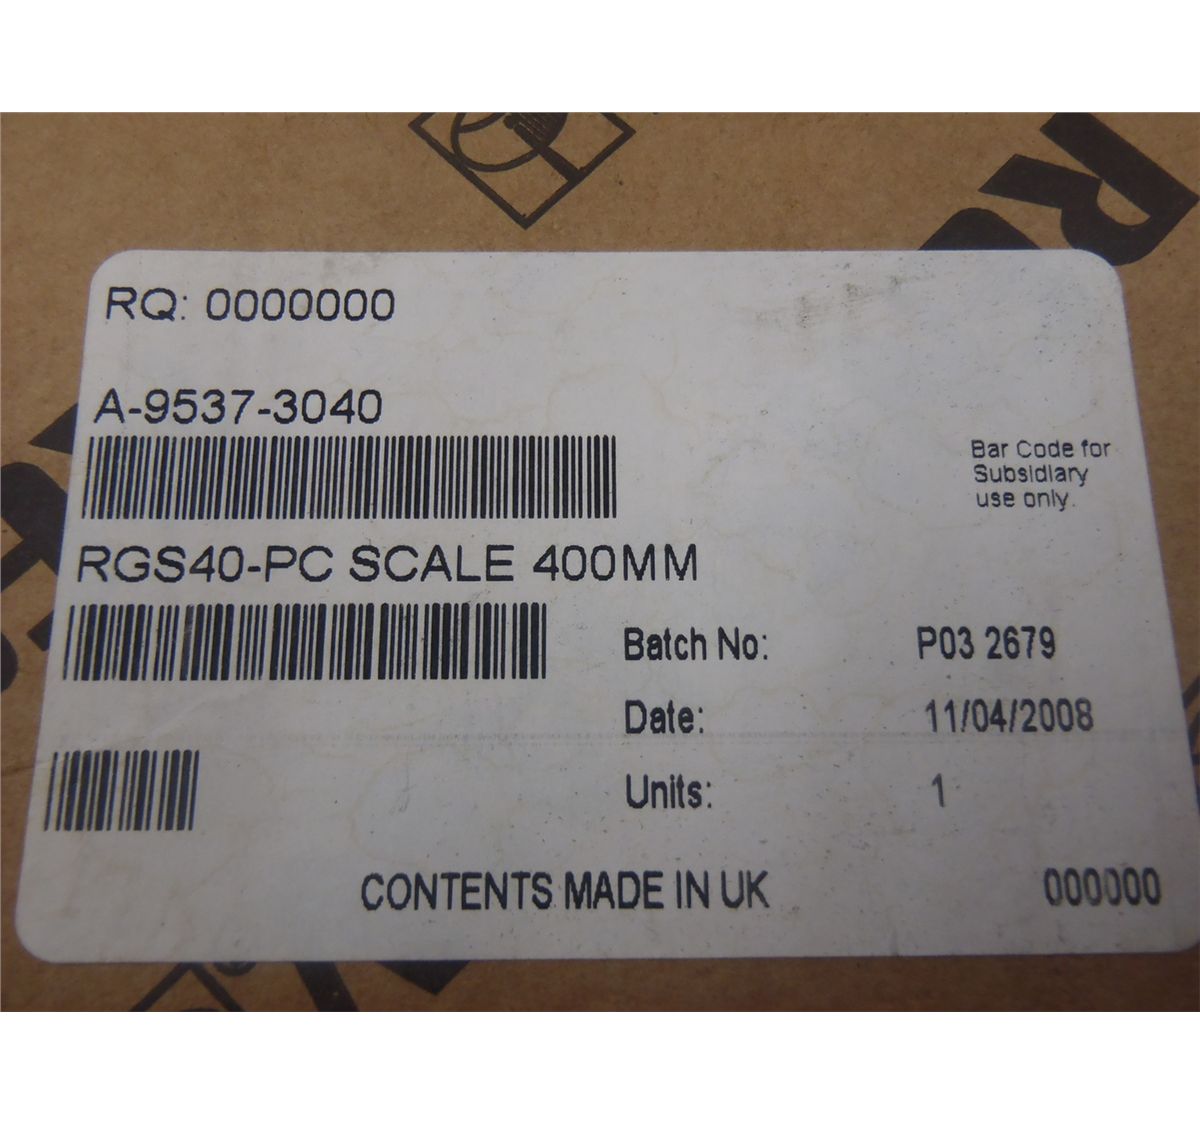 RQ: 0000000
A-9537-3040
Bar Code for
Subsidiary
use only.
RGS40-PC SCALE 400MM
Batch No: P03 2679
Date: 11/04/2008
Units: 1
CONTENTS MADE IN UK 000000